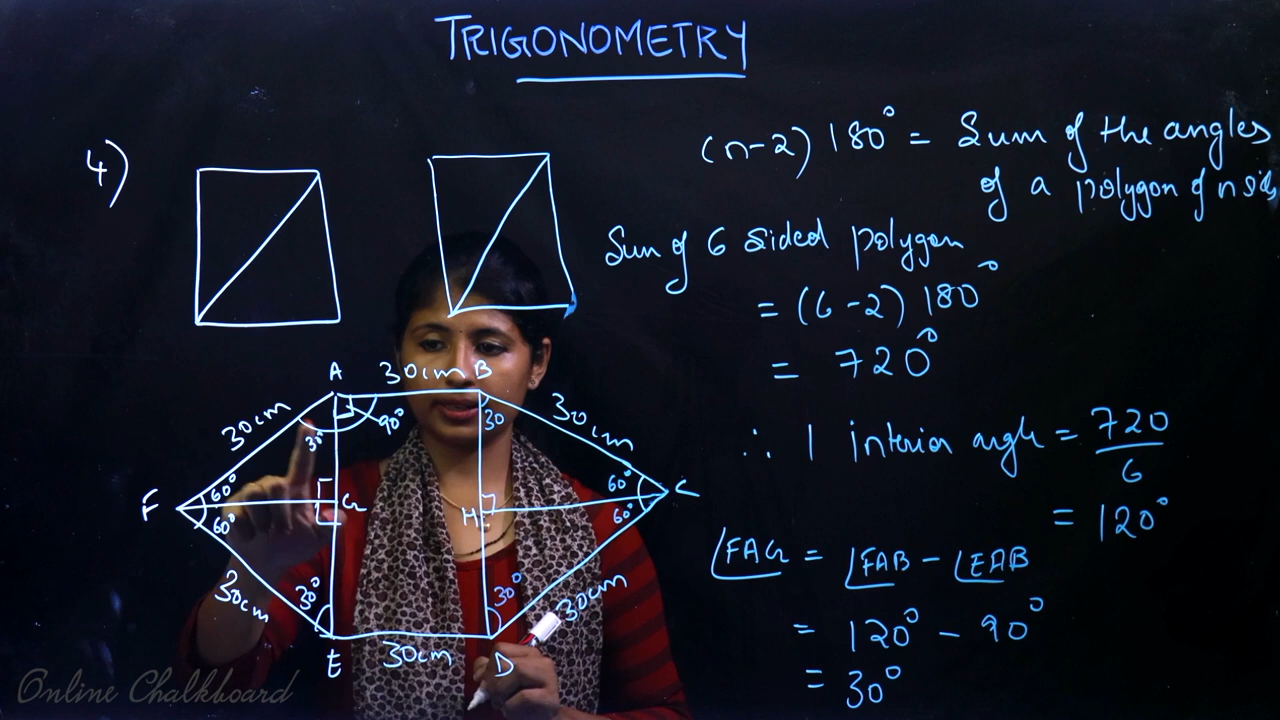 TRIGONOMETRY
4)
(n-2) 180° = Sum of the angles
of a polygon of n sids
Sum of 6 sided polygon
= (6-2) 180°
= 720°
∴ 1 interior angle = 720/6
= 120°
∠FAG = ∠FAB - ∠EAB
= 120° - 90°
= 30°
A 30cm B
30cm 30° 90° 30 30cm
F 60° G H 60° C
60° 60°
30cm 30° 30° 30cm
E 30cm D
Online Chalkboard